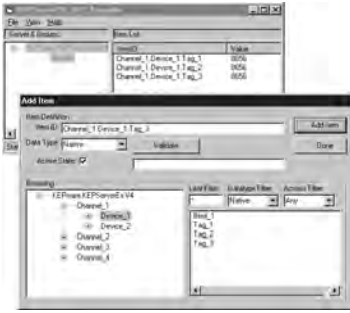 File View Help
Server & Groups:
Item List
ItemID Value
Channel_1.Device_1.Tag_1 8656
Channel_1.Device_1.Tag_2 8656
Channel_1.Device_1.Tag_3 8656
Add Item
Item Definition
Item ID: Channel_1.Device_1.Tag_3
Add Item
Data Type: Native
Validate
Done
Active State:
Browsing
KEPware.KEPServerEx.V4
Channel_1
Device_1
Device_2
Channel_2
Channel_3
Channel_4
Leaf Filter: Datatype Filter: Access Filter:
* Native Any
Tag_1
Tag_2
Tag_3